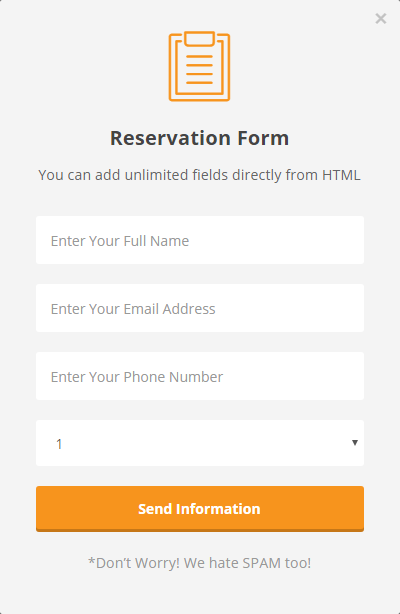 ×
Reservation Form
You can add unlimited fields directly from HTML
Enter Your Full Name
Enter Your Email Address
Enter Your Phone Number
1
Send Information
*Don't Worry! We hate SPAM too!